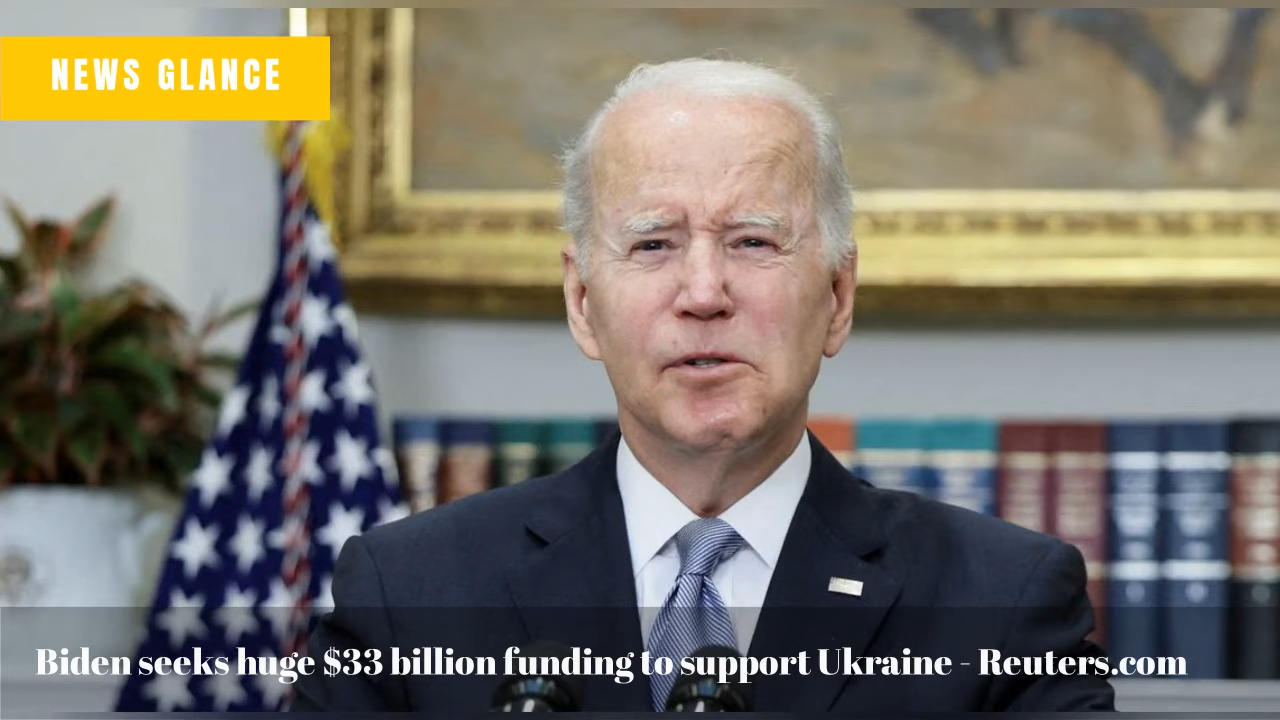 NEWS GLANCE
Biden seeks huge $33 billion funding to support Ukraine - Reuters.com